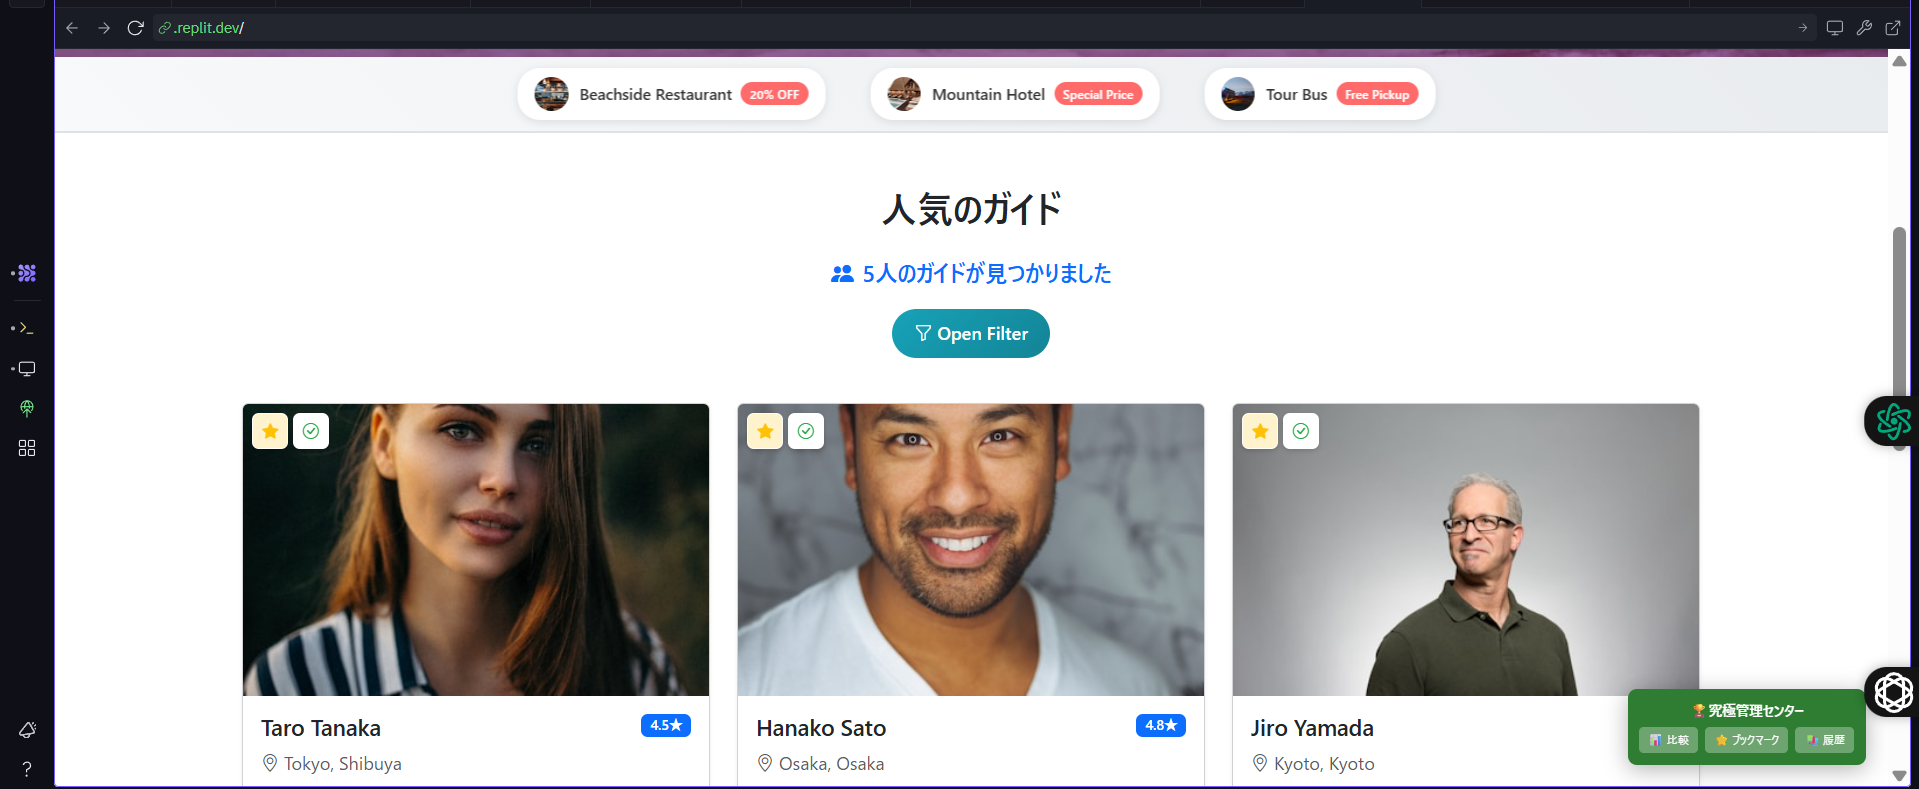 .replit.dev/
Beachside Restaurant 20% OFF
Mountain Hotel Special Price
Tour Bus Free Pickup
人気のガイド
5人のガイドが見つかりました
Open Filter
Taro Tanaka 4.5★
Tokyo, Shibuya
Hanako Sato 4.8★
Osaka, Osaka
Jiro Yamada
Kyoto, Kyoto
🏆究極管理センター
📊 比較
⭐ ブックマーク
📚 履歴